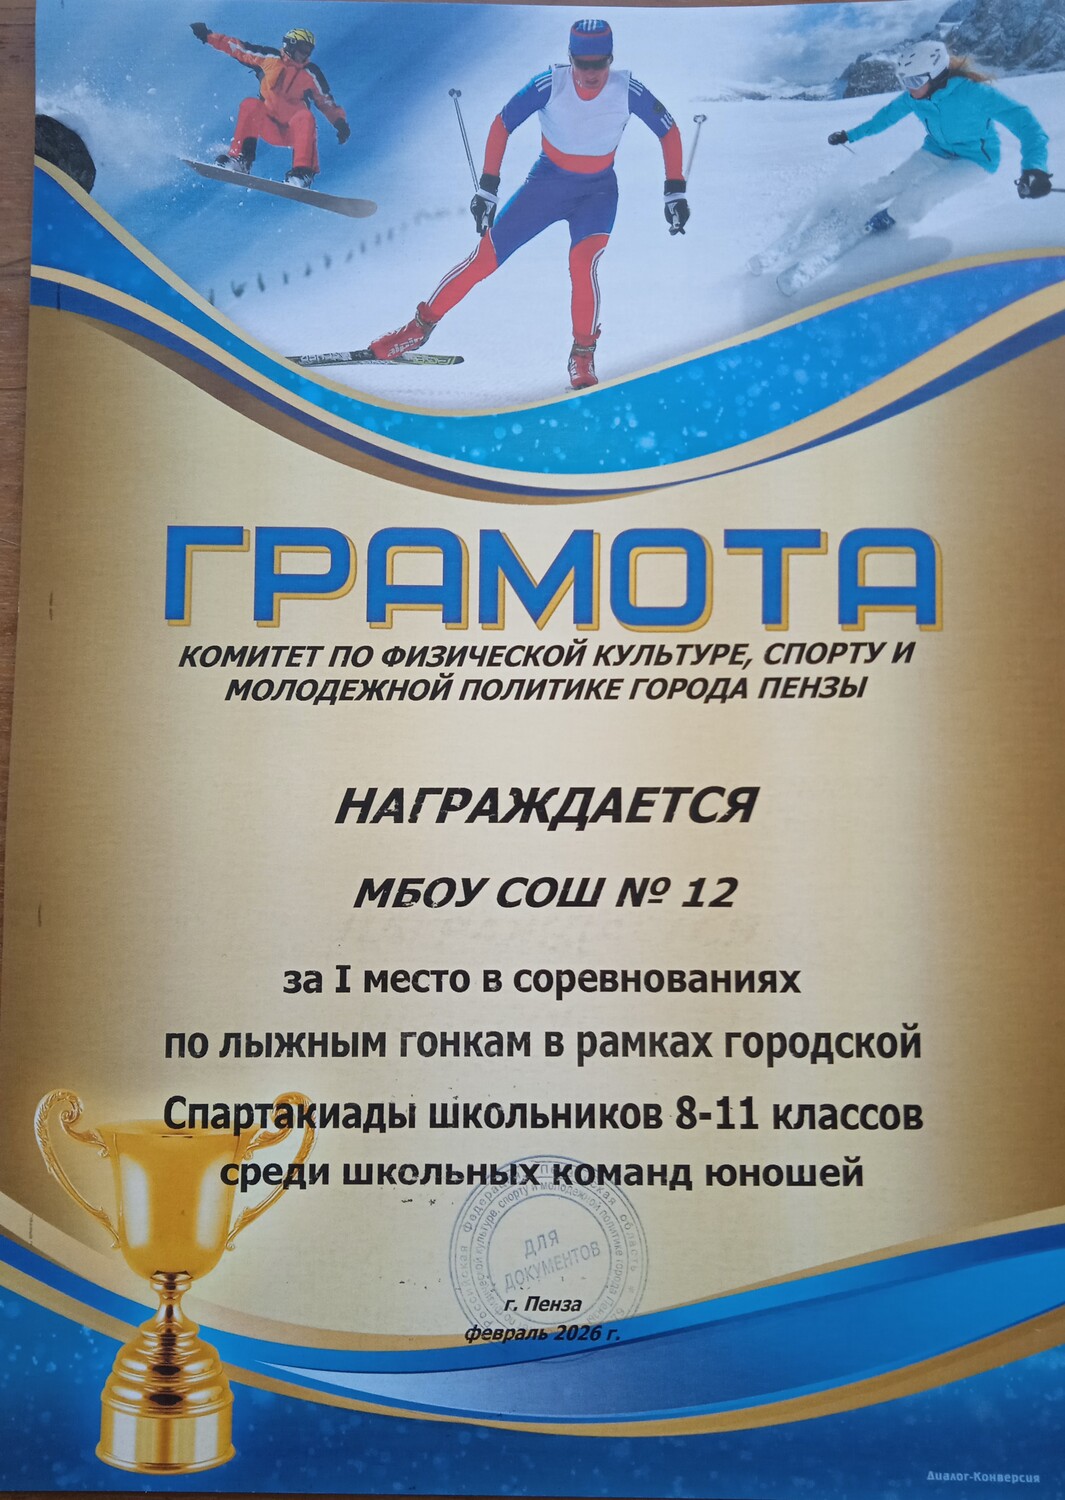 ГРАМОТА
КОМИТЕТ ПО ФИЗИЧЕСКОЙ КУЛЬТУРЕ, СПОРТУ И
МОЛОДЕЖНОЙ ПОЛИТИКЕ ГОРОДА ПЕНЗЫ
НАГРАЖДАЕТСЯ
МБОУ СОШ № 12
за I место в соревнованиях
по лыжным гонкам в рамках городской
Спартакиады школьников 8-11 классов
среди школьных команд юношей
ДЛЯ
ДОКУМЕНТОВ
г. Пенза
февраль 2026 г.
Диалог-Конверсия